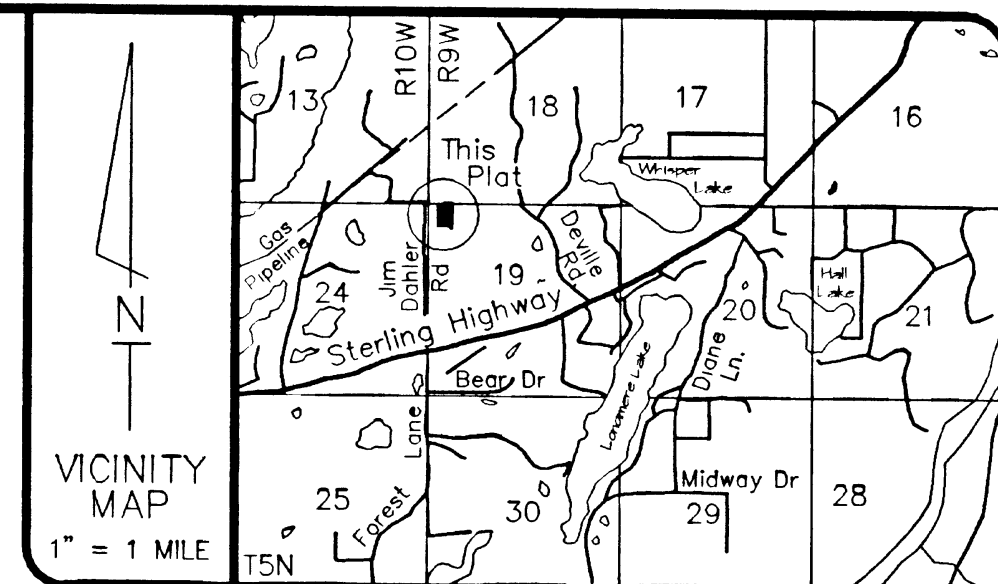 N
VICINITY
MAP
1" = 1 MILE
R10W
R9W
13
18
17
16
This
Plat
Whisper
Lake
Gas
Pipeline
Jim
Dahler
Rd
Deville
Rd.
24
19
20
21
Hall
Lake
Sterling Highway
Bear Dr
Longmere Lake
Diane
Ln.
Forest Lane
Midway Dr
25
30
29
28
T5N